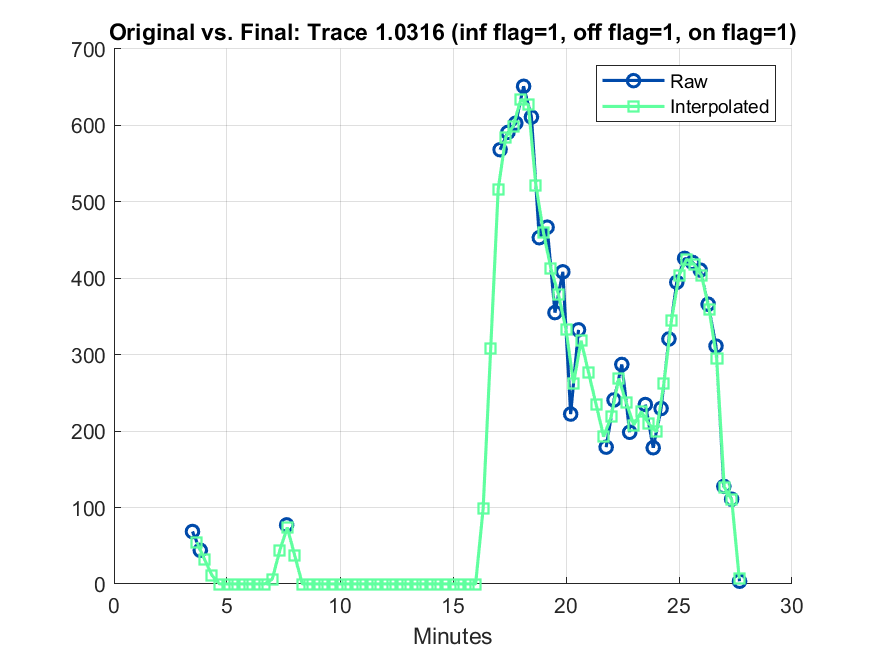 Original vs. Final: Trace 1.0316 (inf flag=1, off flag=1, on flag=1)
700
600
500
400
300
200
100
0
Raw
Interpolated
0 5 10 15 20 25 30
Minutes